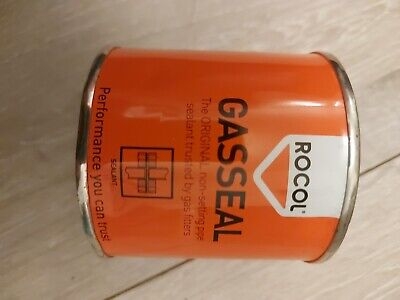 ROCOL®
GASSEAL
The ORIGINAL non-setting pipe
sealant trusted by gas fitters
SEALANT
Performance you can trust